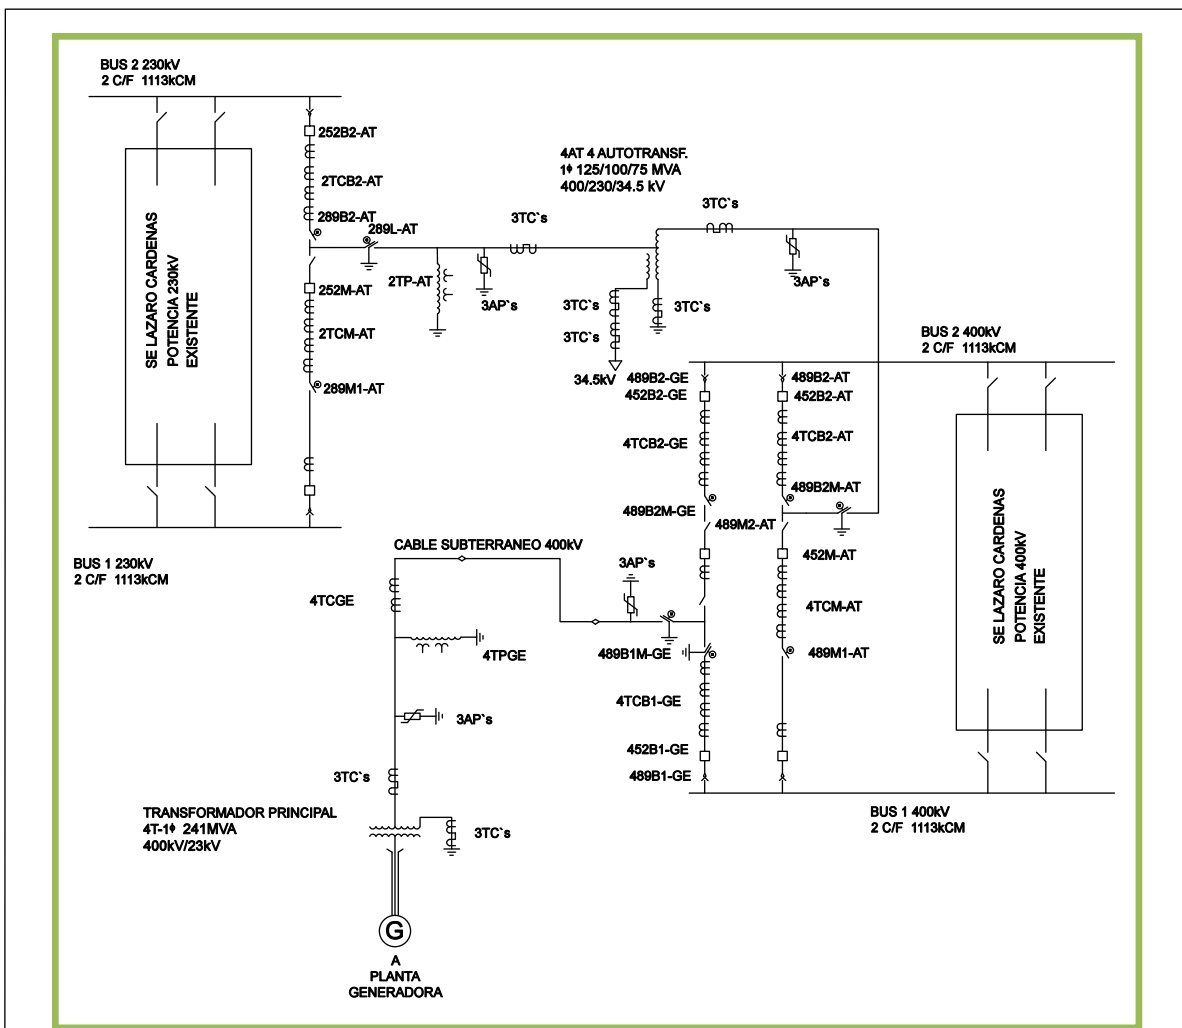 BUS 2 230kV
2 C/F 1113kCM
252B2-AT
2TCB2-AT
289B2-AT
289L-AT
2TP-AT
3AP`s
3TC`s
4AT 4 AUTOTRANSF.
1ϕ 125/100/75 MVA
400/230/34.5 kV
3TC`s
3AP`s
3TC`s
3TC`s
3TC`s
34.5kV
252M-AT
2TCM-AT
289M1-AT
SE LAZARO CARDENAS
POTENCIA 230kV
EXISTENTE
BUS 1 230kV
2 C/F 1113kCM
BUS 2 400kV
2 C/F 1113kCM
489B2-GE
452B2-GE
4TCB2-GE
489B2M-GE
489B2-AT
452B2-AT
4TCB2-AT
489B2M-AT
489M2-AT
452M-AT
4TCM-AT
489M1-AT
SE LAZARO CARDENAS
POTENCIA 400kV
EXISTENTE
CABLE SUBTERRANEO 400kV
3AP`s
4TCGE
4TPGE
3AP`s
3TC`s
489B1M-GE
4TCB1-GE
452B1-GE
489B1-GE
BUS 1 400kV
2 C/F 1113kCM
TRANSFORMADOR PRINCIPAL
4T-1ϕ 241MVA
400kV/23kV
3TC`s
G
A
PLANTA
GENERADORA